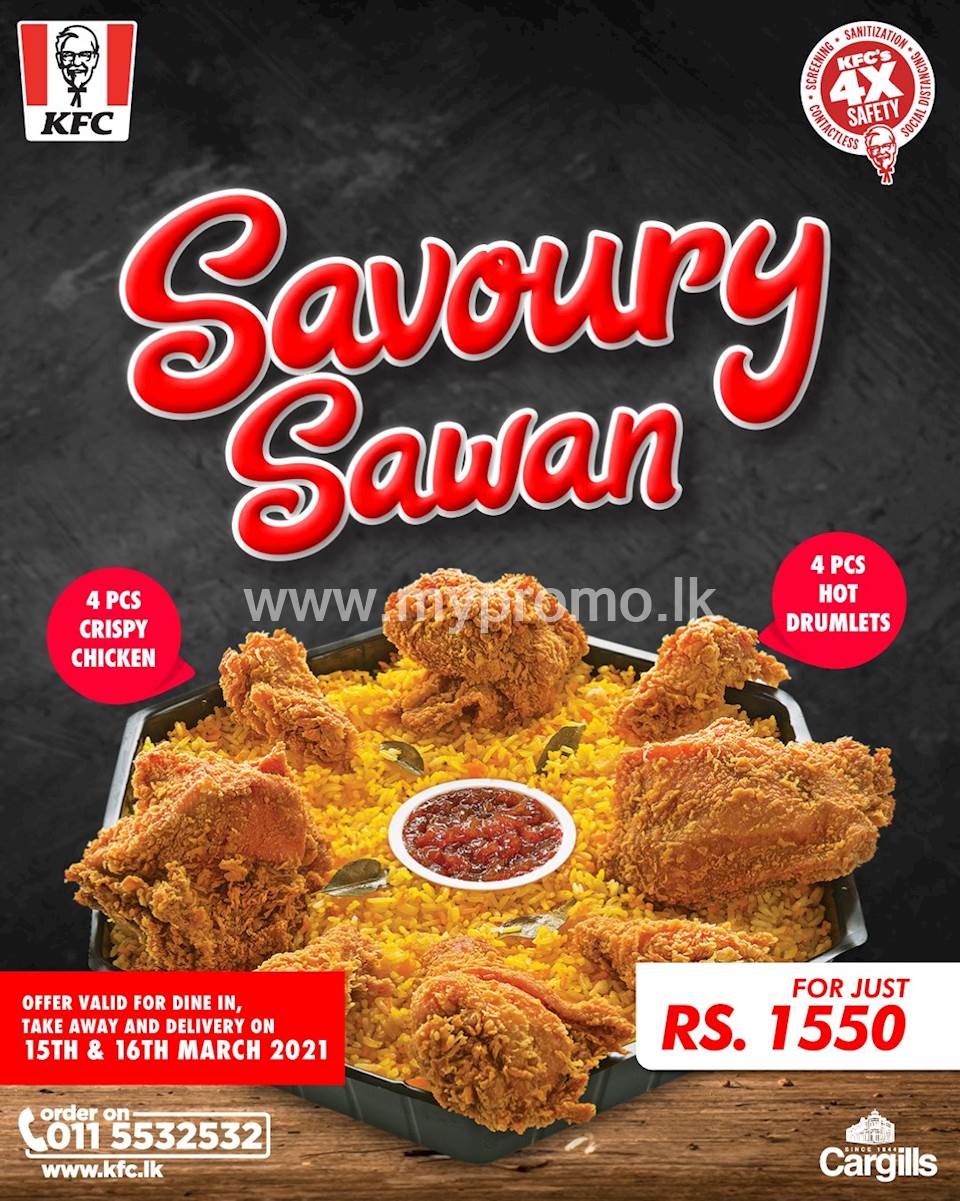 KFC
SCREENING • SANITIZATION • SOCIAL DISTANCING • CONTACTLESS
KFC's
4X
SAFETY
Savoury
Sawan
4 PCS
CRISPY
CHICKEN
4 PCS
HOT
DRUMLETS
www.mypromo.lk
OFFER VALID FOR DINE IN,
TAKE AWAY AND DELIVERY ON
15TH & 16TH MARCH 2021
FOR JUST
RS. 1550
order on
011 5532532
www.kfc.lk
SINCE 1844
Cargills